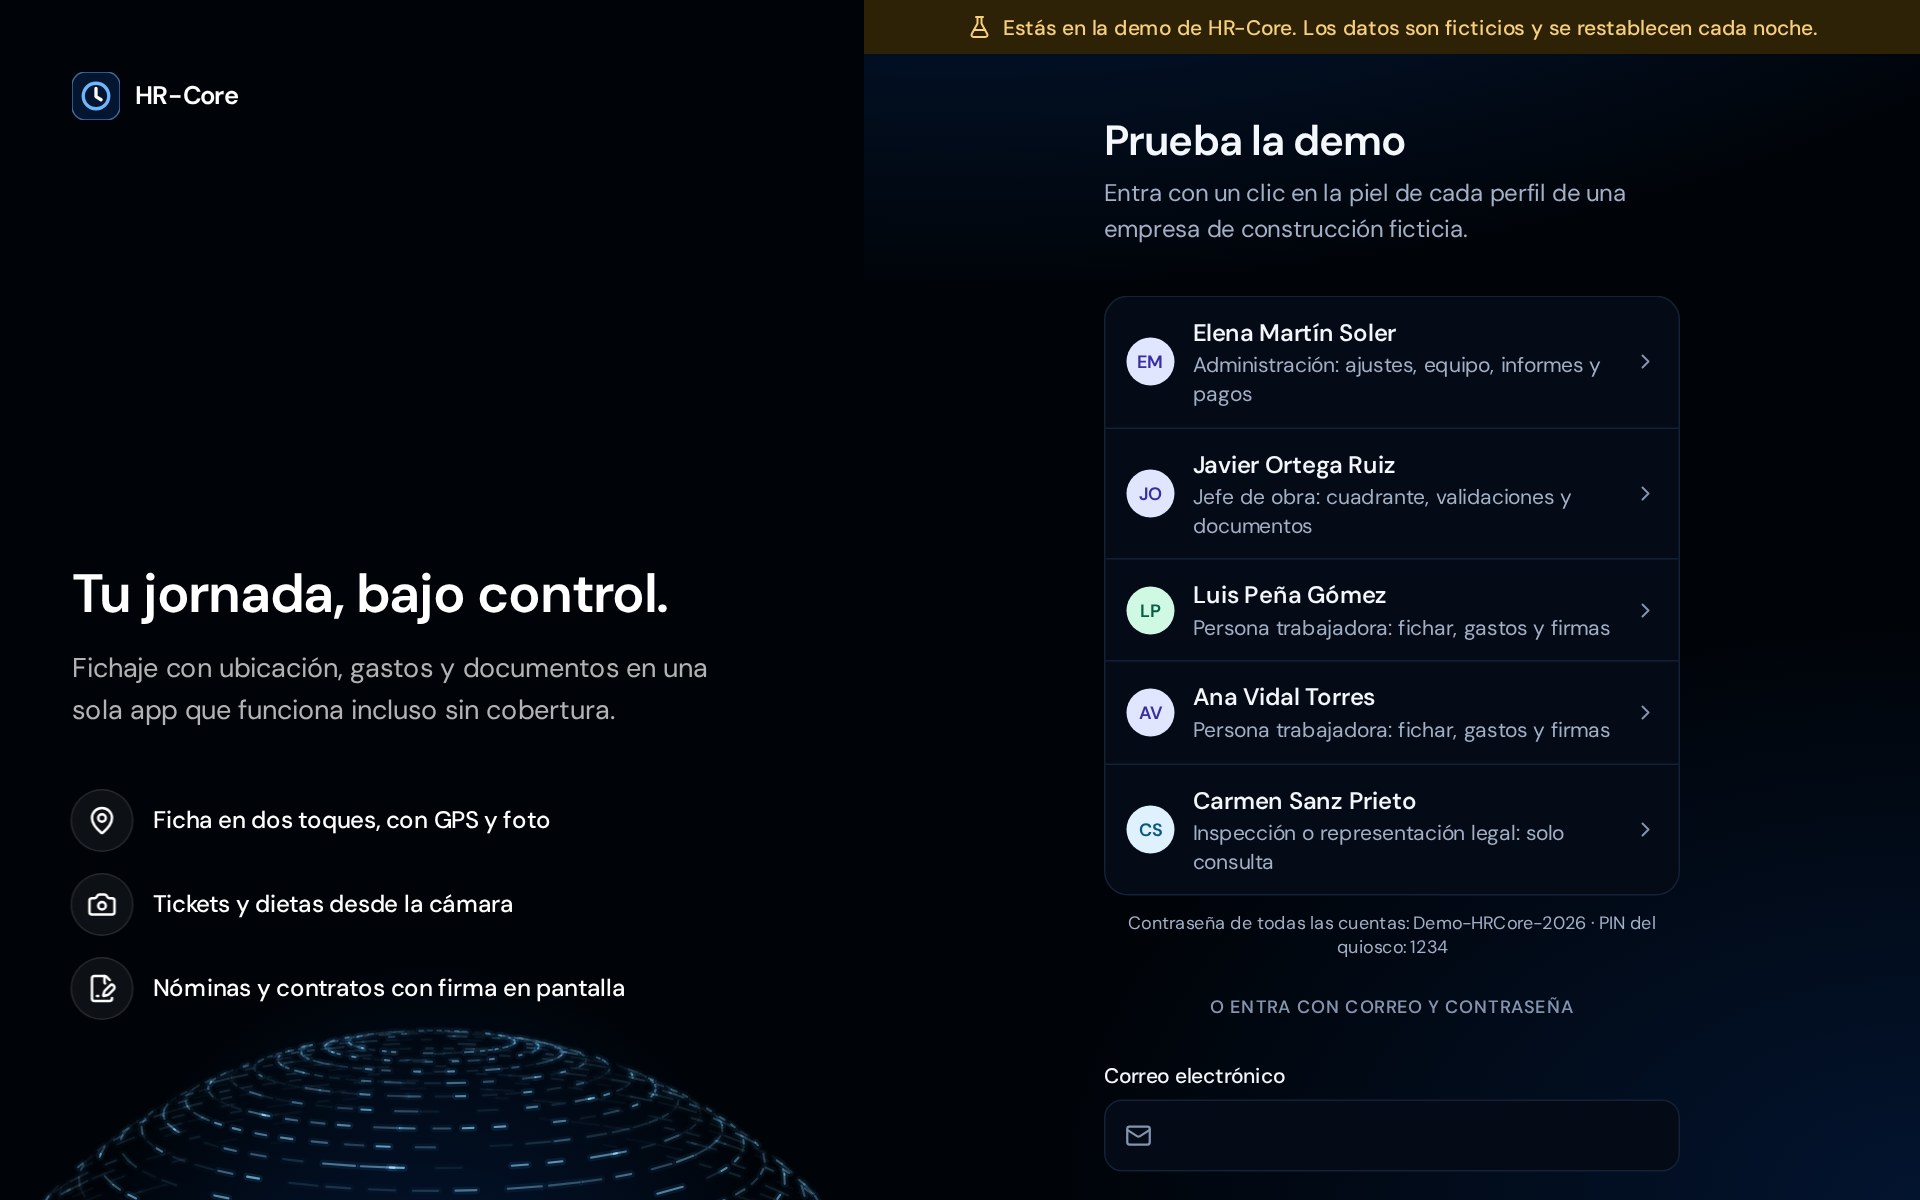 HR-Core
Tu jornada, bajo control.
Fichaje con ubicación, gastos y documentos en una
sola app que funciona incluso sin cobertura.
Ficha en dos toques, con GPS y foto
Tickets y dietas desde la cámara
Nóminas y contratos con firma en pantalla
Estás en la demo de HR-Core. Los datos son ficticios y se restablecen cada noche.
Prueba la demo
Entra con un clic en la piel de cada perfil de una
empresa de construcción ficticia.
EM
Elena Martín Soler
Administración: ajustes, equipo, informes y
pagos
JO
Javier Ortega Ruiz
Jefe de obra: cuadrante, validaciones y
documentos
LP
Luis Peña Gómez
Persona trabajadora: fichar, gastos y firmas
AV
Ana Vidal Torres
Persona trabajadora: fichar, gastos y firmas
CS
Carmen Sanz Prieto
Inspección o representación legal: solo
consulta
Contraseña de todas las cuentas: Demo-HRCore-2026 · PIN del
quiosco: 1234
O ENTRA CON CORREO Y CONTRASEÑA
Correo electrónico